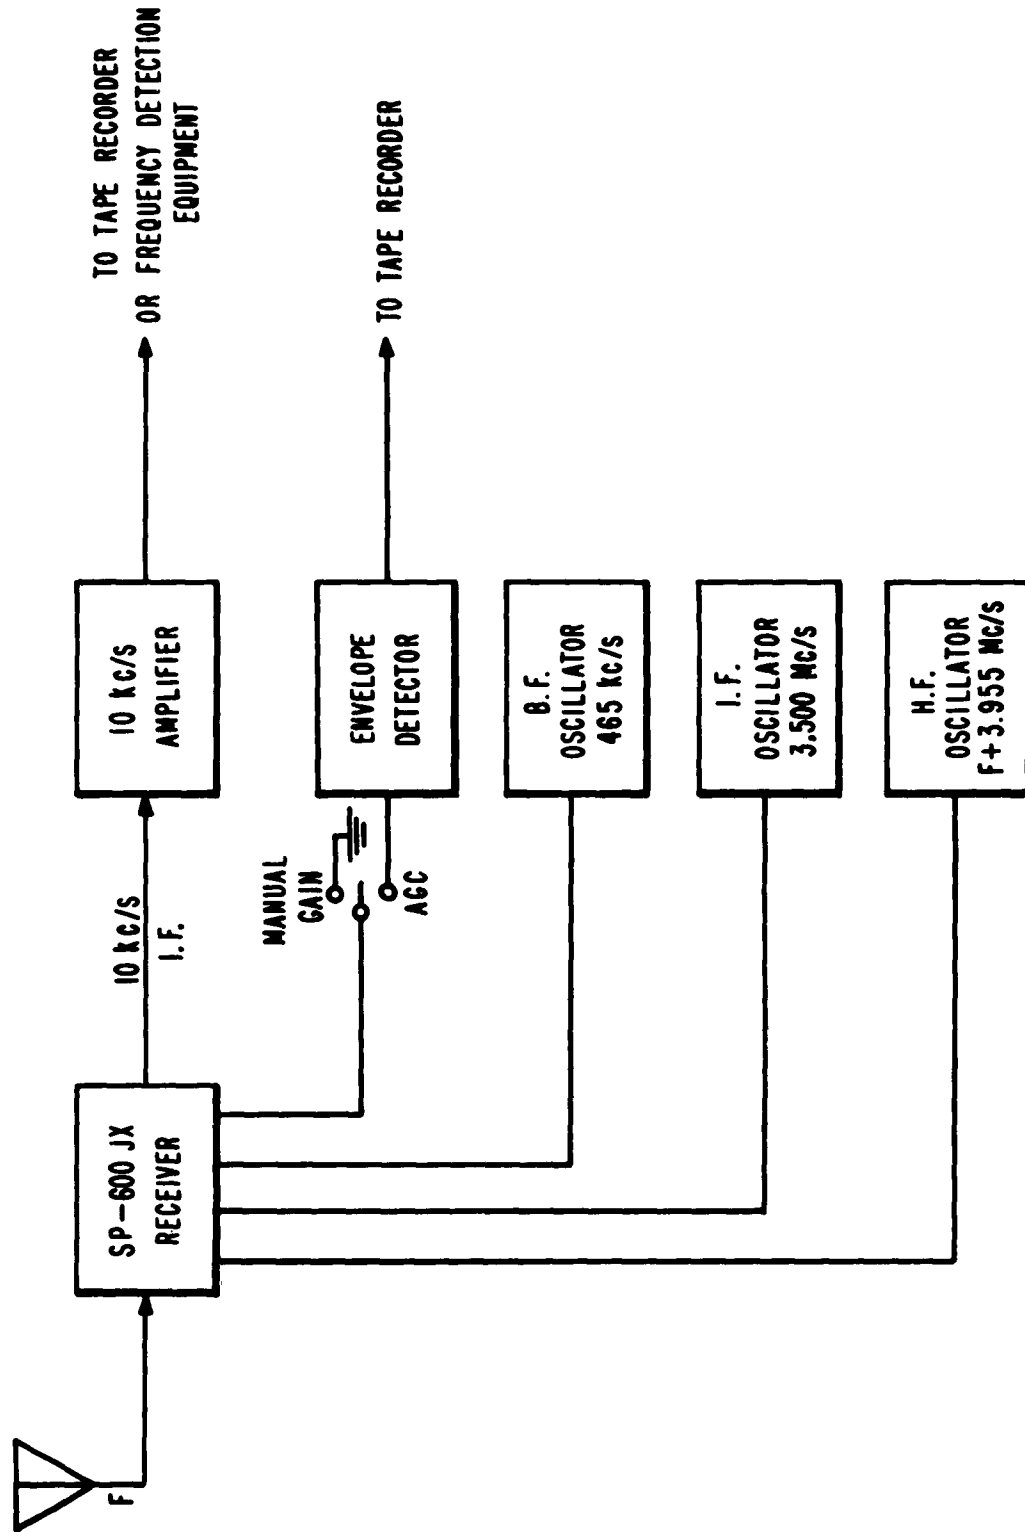 F
SP-600 JX
RECEIVER
10 kc/s
I.F.
10 kc/s
AMPLIFIER
TO TAPE RECORDER
OR FREQUENCY DETECTION
EQUIPMENT
MANUAL
GAIN
AGC
ENVELOPE
DETECTOR
TO TAPE RECORDER
B.F.
OSCILLATOR
465 kc/s
I.F.
OSCILLATOR
3.500 Mc/s
H.F.
OSCILLATOR
F+3.955 Mc/s